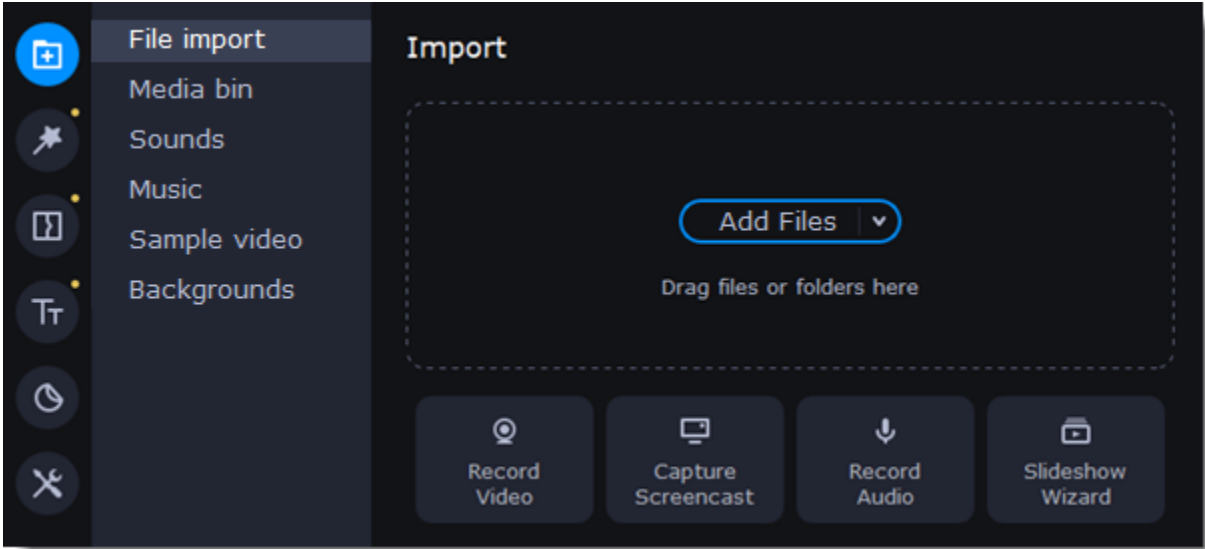 File import
Media bin
Sounds
Music
Sample video
Backgrounds
Import
Add Files
Drag files or folders here
Record
Video
Capture
Screencast
Record
Audio
Slideshow
Wizard